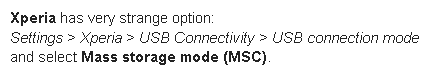 Xperia has very strange option:
Settings > Xperia > USB Connectivity > USB connection mode
and select Mass storage mode (MSC).